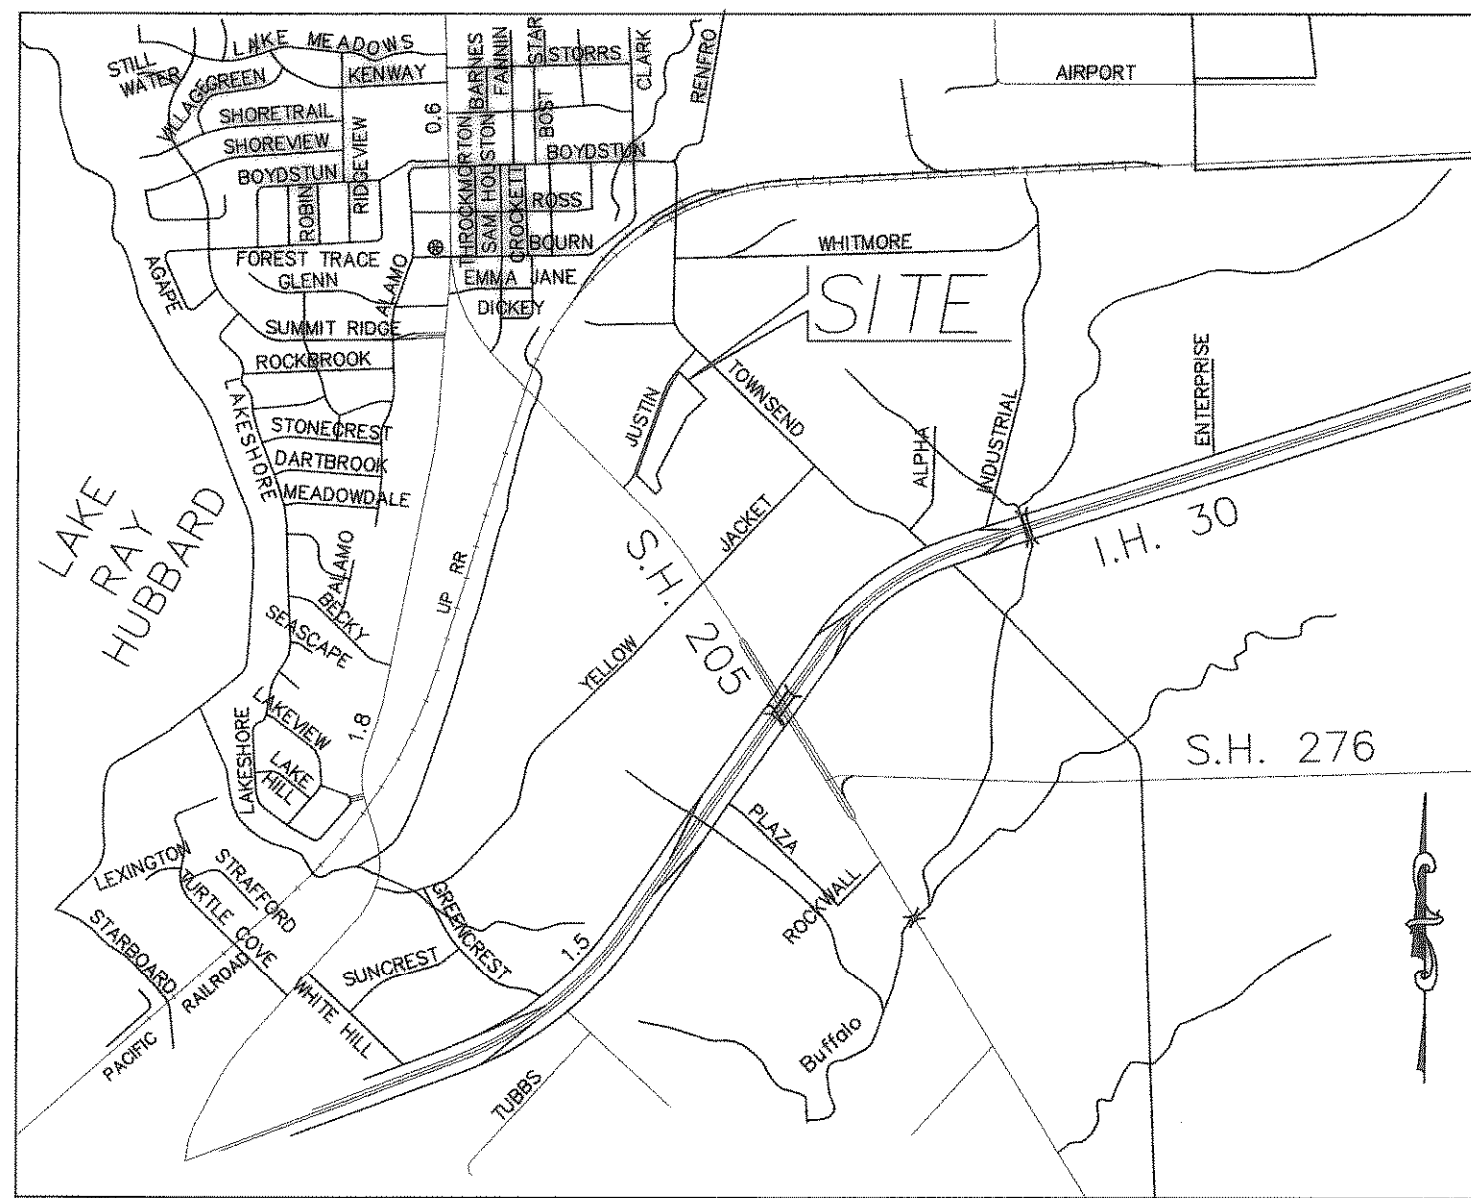 LAKE MEADOWS
STILL
WATER
VILLAGE
GREEN
KENWAY
SHORETRAIL
SHOREVIEW
BOYDSTUN
ROBIN
RIDGEVIEW
0.6
BARNES
FANNIN
STAR
STORRS
CLARK
RENFRO
BOST
THROCKMORTON
SAM HOUSTON
CROCKETT
BOYDSTUN
ROSS
BOURN
AIRPORT
WHITMORE
AGAPE
FOREST TRACE
GLENN
ALAMO
EMMA JANE
DICKEY
SITE
SUMMIT RIDGE
ROCKBROOK
LAKESHORE
STONECREST
DARTBROOK
MEADOWDALE
JUSTIN
TOWNSEND
ALPHA
INDUSTRIAL
ENTERPRISE
LAKE
RAY
HUBBARD
ALAMO
BECKY
SEASCAPE
UP RR
S.H. 205
YELLOW JACKET
I.H. 30
LAKESHORE
LAKEVIEW
LAKE
HILL
1.8
S.H. 276
PLAZA
ROCKWALL
LEXINGTON
STRAFFORD
TURTLE COVE
STARBOARD
SUNCREST
GREENCREST
1.5
WHITE HILL
PACIFIC RAILROAD
TUBBS
Buffalo